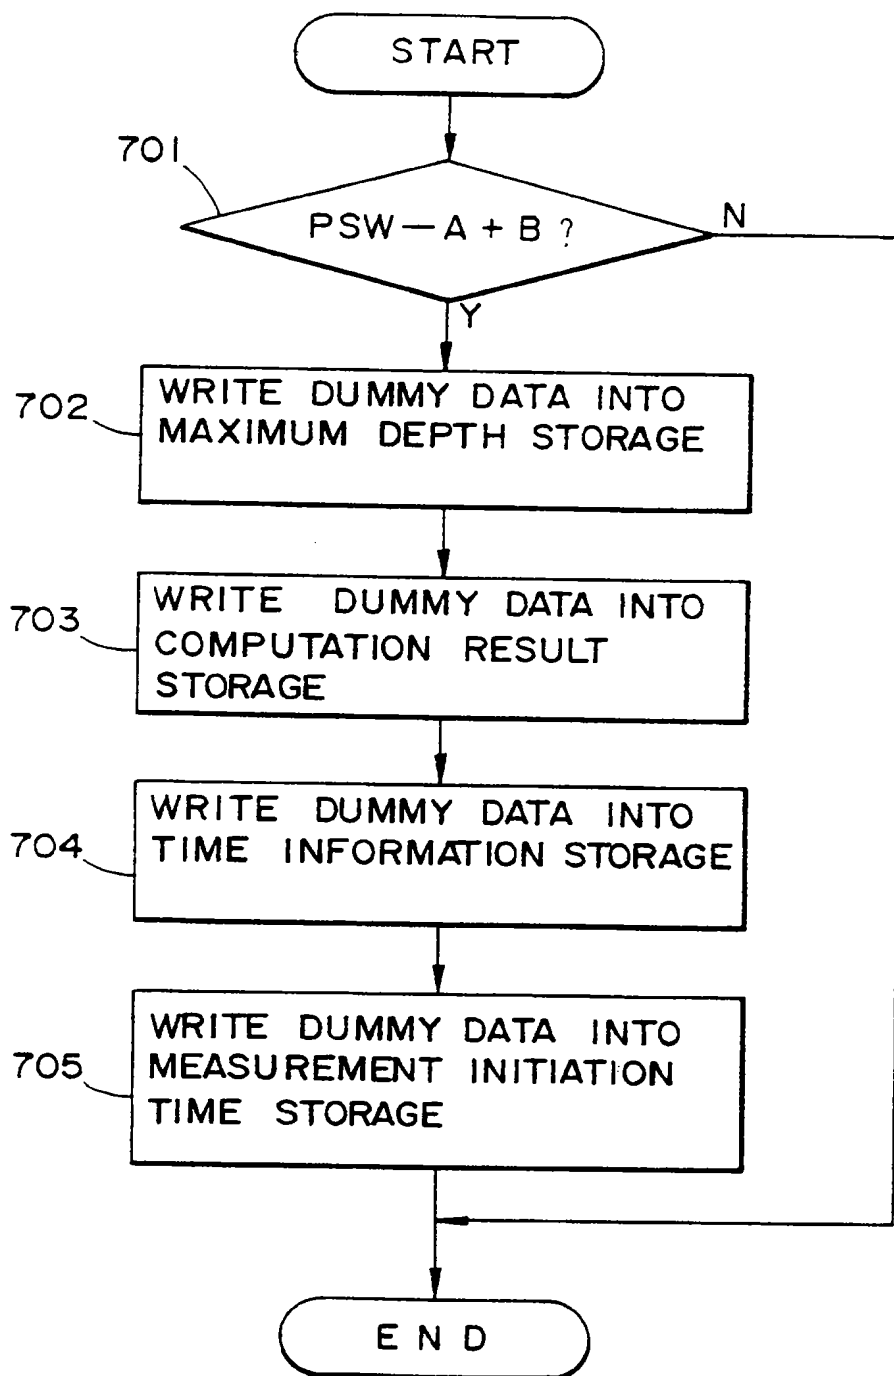 START
701
PSW—A + B ?
N
Y
702
WRITE DUMMY DATA INTO
MAXIMUM DEPTH STORAGE
703
WRITE DUMMY DATA INTO
COMPUTATION RESULT
STORAGE
704
WRITE DUMMY DATA INTO
TIME INFORMATION STORAGE
705
WRITE DUMMY DATA INTO
MEASUREMENT INITIATION
TIME STORAGE
END